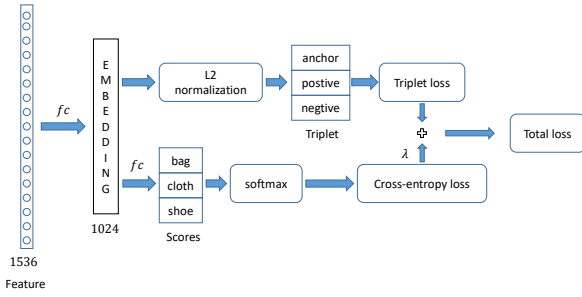 fc
1536
Feature
EMBEDDING
1024
L2
normalization
anchor
postive
negtive
Triplet
Triplet loss
fc
bag
cloth
shoe
Scores
softmax
Cross-entropy loss
λ
Total loss